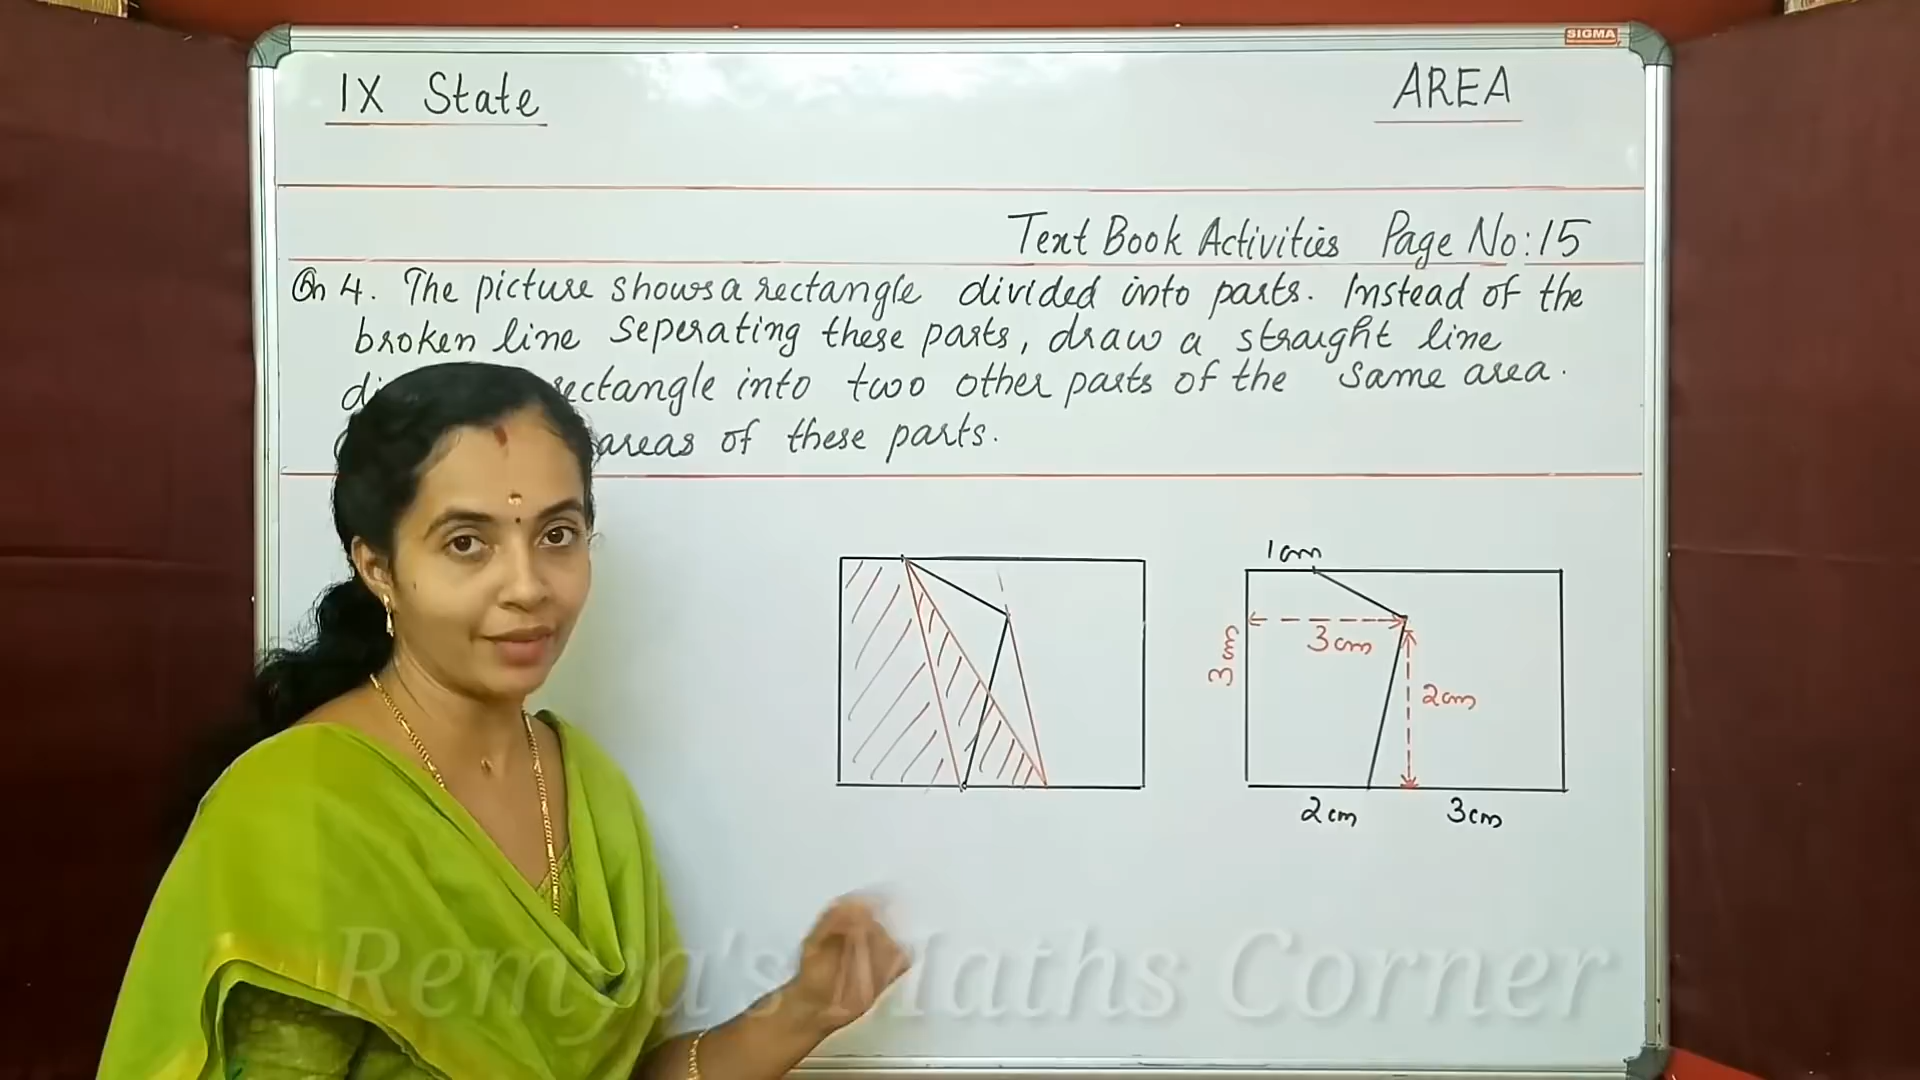 SIGMA
IX State
AREA
Text Book Activities Page No:15
Qn 4. The picture shows a rectangle divided into parts. Instead of the
broken line seperating these parts, draw a straight line
rectangle into two other parts of the same area.
areas of these parts.
1cm
3cm
3cm
2cm
2cm
3cm
Remya's Maths Corner